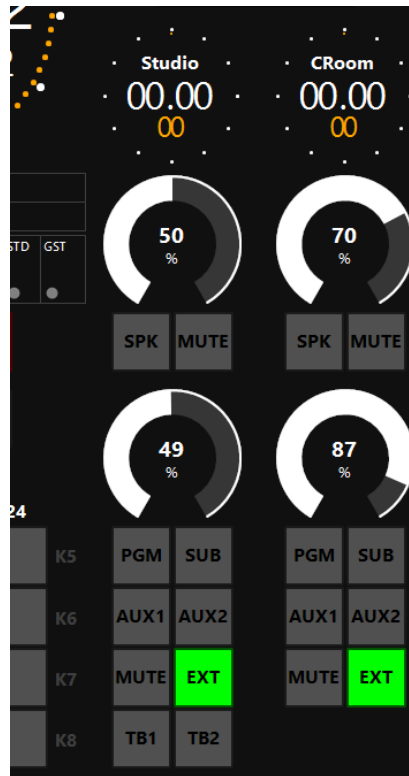 2
Studio
CRoom
00.00
00.00
00
00
STD GST
50
%
70
%
SPK MUTE
SPK MUTE
49
%
87
%
24
K5
PGM SUB
PGM SUB
K6
AUX1 AUX2
AUX1 AUX2
K7
MUTE EXT
MUTE EXT
K8
TB1 TB2